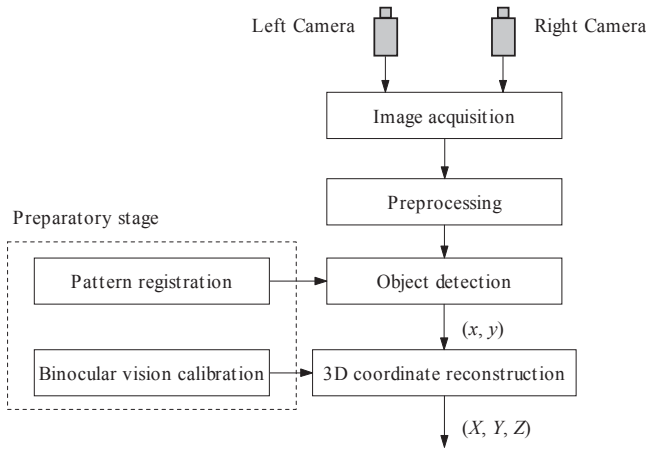 Left Camera
Right Camera
Image acquisition
Preprocessing
Preparatory stage
Pattern registration
Object detection
(x, y)
Binocular vision calibration
3D coordinate reconstruction
(X, Y, Z)